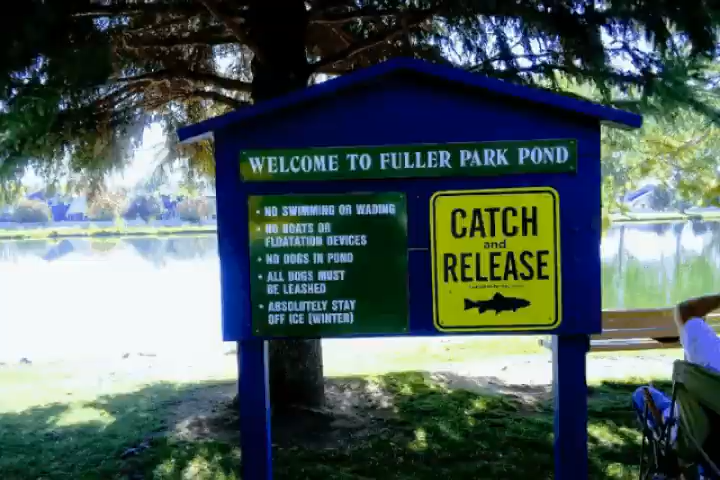 WELCOME TO FULLER PARK POND
• NO SWIMMING OR WADING
• NO BOATS OR
FLOATATION DEVICES
• NO DOGS IN POND
• ALL DOGS MUST
BE LEASHED
• ABSOLUTELY STAY
OFF ICE (WINTER)
CATCH
and
RELEASE